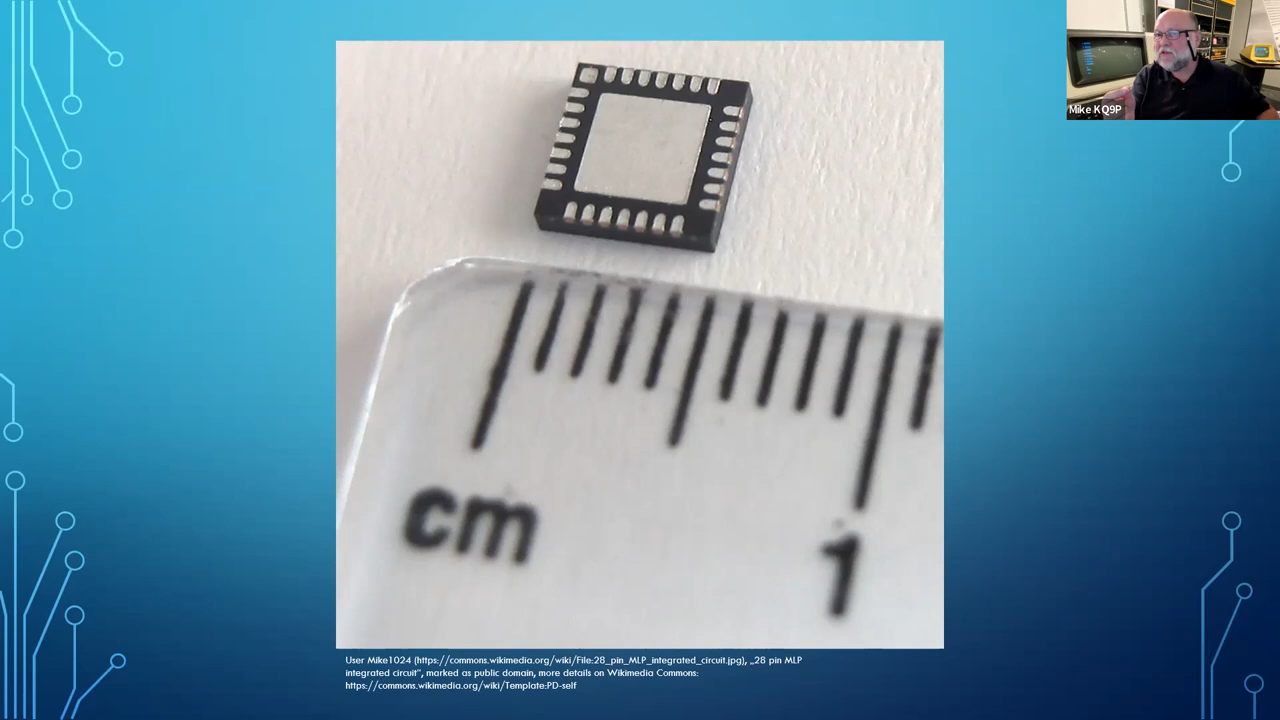 Mike KQ9P
cm
1
User Mike1024 (https://commons.wikimedia.org/wiki/File:28_pin_MLP_integrated_circuit.jpg), „28 pin MLP
integrated circuit“, marked as public domain, more details on Wikimedia Commons:
https://commons.wikimedia.org/wiki/Template:PD-self